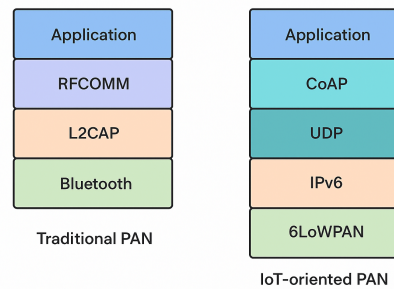 Application
RFCOMM
L2CAP
Bluetooth
Traditional PAN
Application
CoAP
UDP
IPv6
6LoWPAN
IoT-oriented PAN